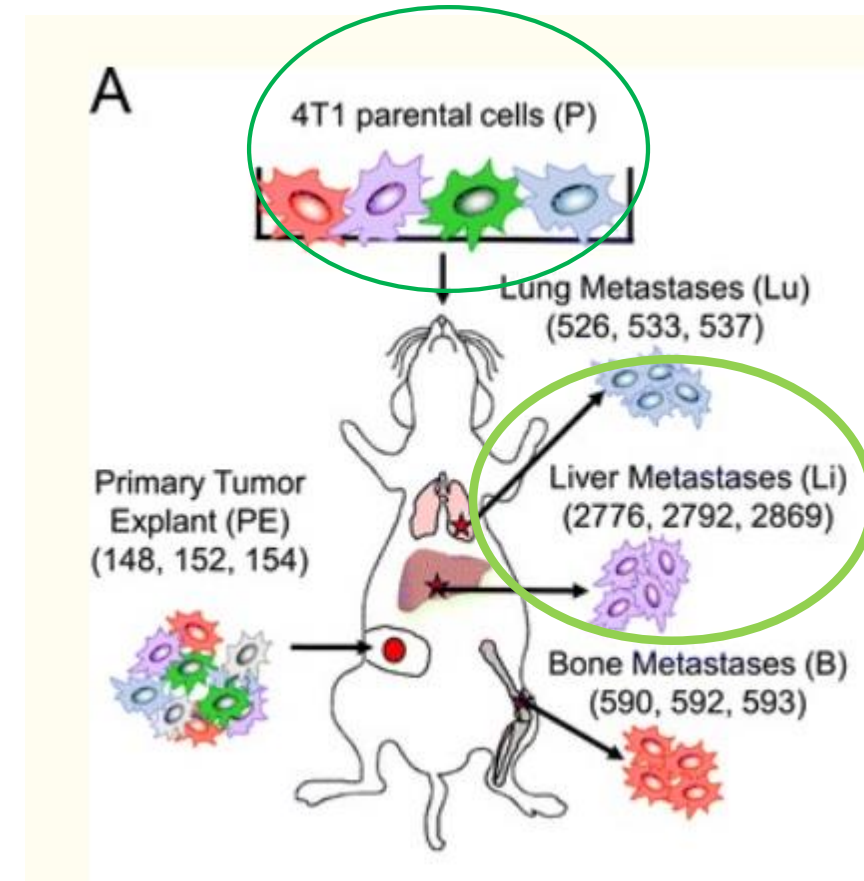 A
4T1 parental cells (P)
Lung Metastases (Lu)
(526, 533, 537)
Liver Metastases (Li)
(2776, 2792, 2869)
Primary Tumor
Explant (PE)
(148, 152, 154)
Bone Metastases (B)
(590, 592, 593)